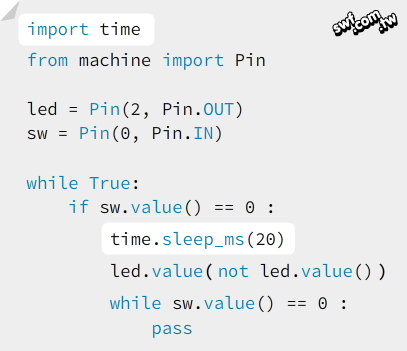 swf.com.tw
import time
from machine import Pin
led = Pin(2, Pin.OUT)
sw = Pin(0, Pin.IN)
while True:
    if sw.value() == 0 :
        time.sleep_ms(20)
        led.value(not led.value())
        while sw.value() == 0 :
            pass